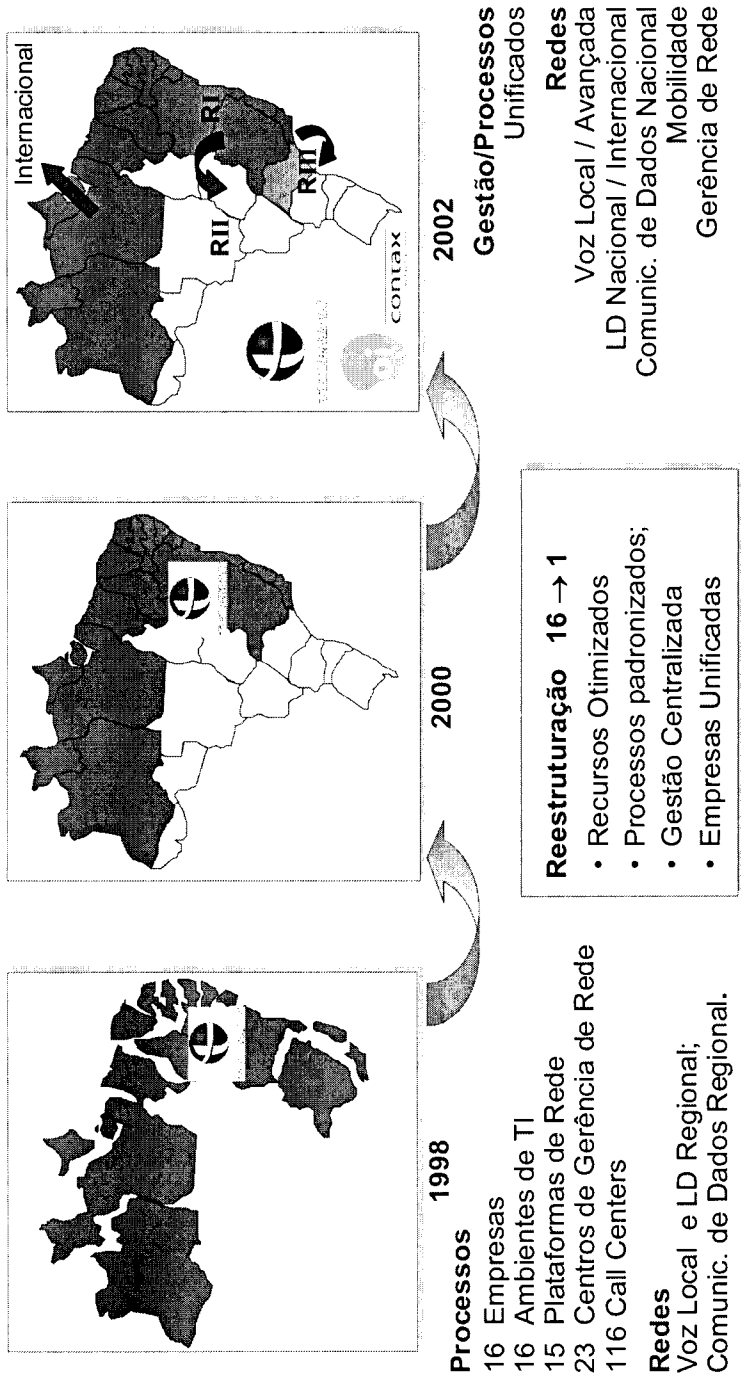 1998
Processos
16 Empresas
16 Ambientes de TI
15 Plataformas de Rede
23 Centros de Gerência de Rede
116 Call Centers
Redes
Voz Local e LD Regional;
Comunic. de Dados Regional.
2000
Reestruturação 16 → 1
• Recursos Otimizados
• Processos padronizados;
• Gestão Centralizada
• Empresas Unificadas
Internacional
RI
RII
RIII
contax
2002
Gestão/Processos
Unificados
Redes
Voz Local / Avançada
LD Nacional / Internacional
Comunic. de Dados Nacional
Mobilidade
Gerência de Rede